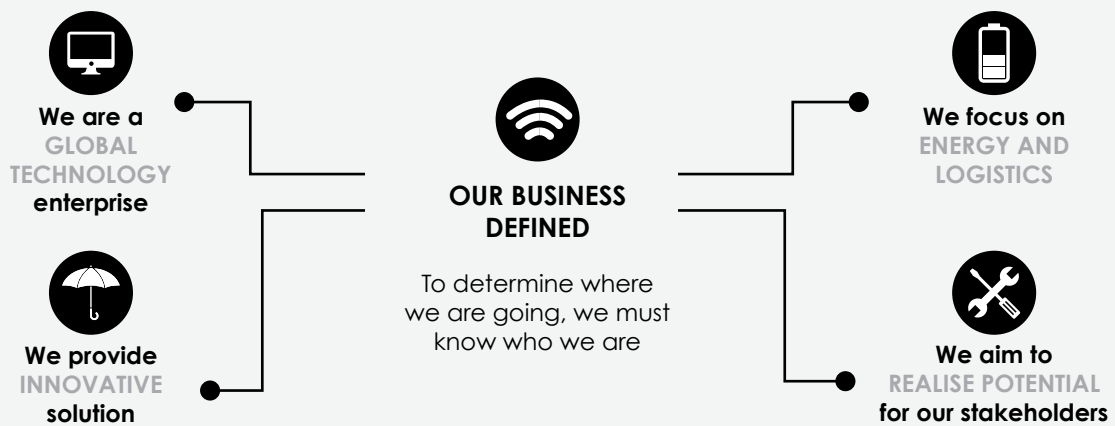 We are a
GLOBAL
TECHNOLOGY
enterprise
We provide
INNOVATIVE
solution
OUR BUSINESS
DEFINED
To determine where
we are going, we must
know who we are
We focus on
ENERGY AND
LOGISTICS
We aim to
REALISE POTENTIAL
for our stakeholders